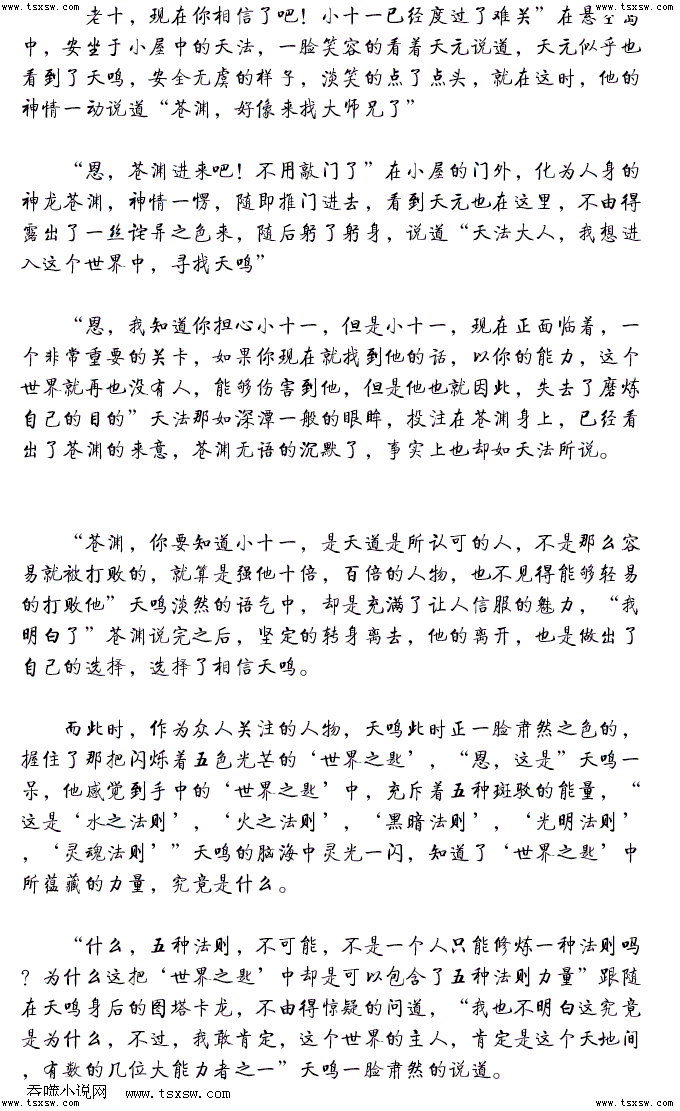 www.tsxsw.com www.tsxsw.com
老十，现在你相信了吧！小十一已经度过了难关”在悬空岛
中，安坐于小屋中的天法，一脸笑容的看着天元说道，天元似乎也
看到了天鸣，安全无虞的样子，淡笑的点了点头，就在这时，他的
神情一动说道“苍渊，好像来找大师兄了”
“恩，苍渊进来吧！不用敲门了”在小屋的门外，化为人身的
神龙苍渊，神情一愣，随即推门进去，看到天元也在这里，不由得
露出了一丝诧异之色来，随后躬了躬身，说道“天法大人，我想进
入这个世界中，寻找天鸣”
“恩，我知道你担心小十一，但是小十一，现在正面临着，一
个非常重要的关卡，如果你现在就找到他的话，以你的能力，这个
世界就再也没有人，能够伤害到他，但是他也就因此，失去了磨炼
自己的目的”天法那如深潭一般的眼眸，投注在苍渊身上，已经看
出了苍渊的来意，苍渊无语的沉默了，事实上也却如天法所说。
“苍渊，你要知道小十一，是天道是所认可的人，不是那么容
易就被打败的，就算是强他十倍，百倍的人物，也不见得能够轻易
的打败他”天鸣淡然的语气中，却是充满了让人信服的魅力，“我
明白了”苍渊说完之后，坚定的转身离去，他的离开，也是做出了
自己的选择，选择了相信天鸣。
而此时，作为众人关注的人物，天鸣此时正一脸肃然之色的，
握住了那把闪烁着五色光芒的‘世界之匙’，“恩，这是”天鸣一
呆，他感觉到手中的‘世界之匙’中，充斥着五种斑驳的能量，“
这是‘水之法则’，‘火之法则’，‘黑暗法则’，‘光明法则’
，‘灵魂法则’”天鸣的脑海中灵光一闪，知道了‘世界之匙’中
所蕴藏的力量，究竟是什么。
“什么，五种法则，不可能，不是一个人只能修炼一种法则吗
？为什么这把‘世界之匙’中却是可以包含了五种法则力量”跟随
在天鸣身后的图塔卡龙，不由得惊疑的问道，“我也不明白这究竟
是为什么，不过，我敢肯定，这个世界的主人，肯定是这个天地间
，有数的几位大能力者之一”天鸣一脸肃然的说道。
吞噬小说网 www.tsxsw.com
www.tsxsw.com www.tsxsw.com